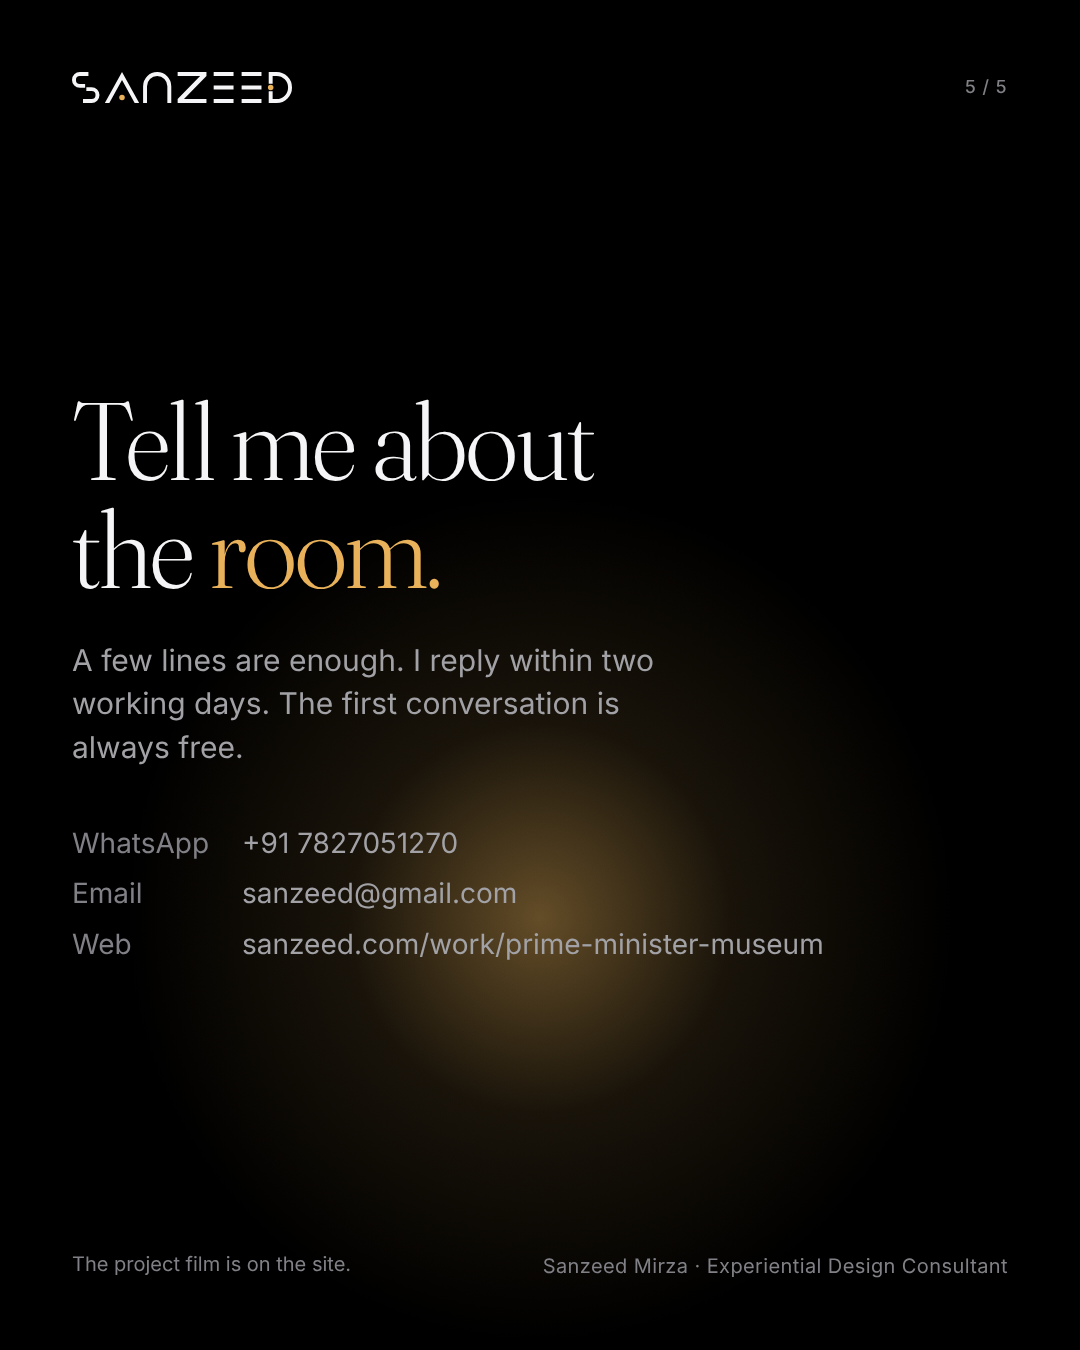 SANZEED
5 / 5
Tell me about
the room.
A few lines are enough. I reply within two
working days. The first conversation is
always free.
WhatsApp +91 7827051270
Email sanzeed@gmail.com
Web sanzeed.com/work/prime-minister-museum
The project film is on the site.
Sanzeed Mirza · Experiential Design Consultant